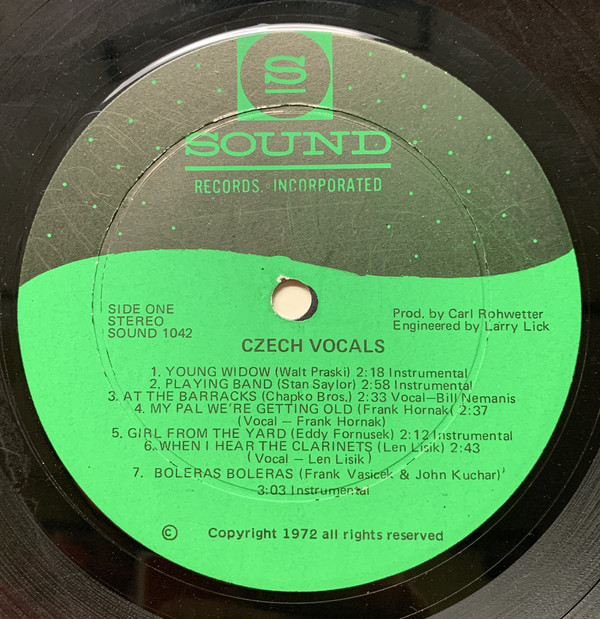 S
SOUND
RECORDS, INCORPORATED
SIDE ONE
STEREO
SOUND 1042
Prod. by Carl Rohwetter
Engineered by Larry Lick
CZECH VOCALS
1. YOUNG WIDOW (Walt Praski) 2:18 Instrumental
2. PLAYING BAND (Stan Saylor) 2:58 Instrumental
3. AT THE BARRACKS (Chapko Bros.) 2:33 Vocal—Bill Nemanis
4. MY PAL WE'RE GETTING OLD (Frank Hornak( 2:37
(Vocal — Frank Hornak)
5. GIRL FROM THE YARD (Eddy Fornusek) 2:12 Instrumental
6. WHEN I HEAR THE CLARINETS (Len Lisik) 2:43
(Vocal — Len Lisik)
7. BOLERAS BOLERAS (Frank Vasicek & John Kuchar)
3:03 Instrumental
© Copyright 1972 all rights reserved